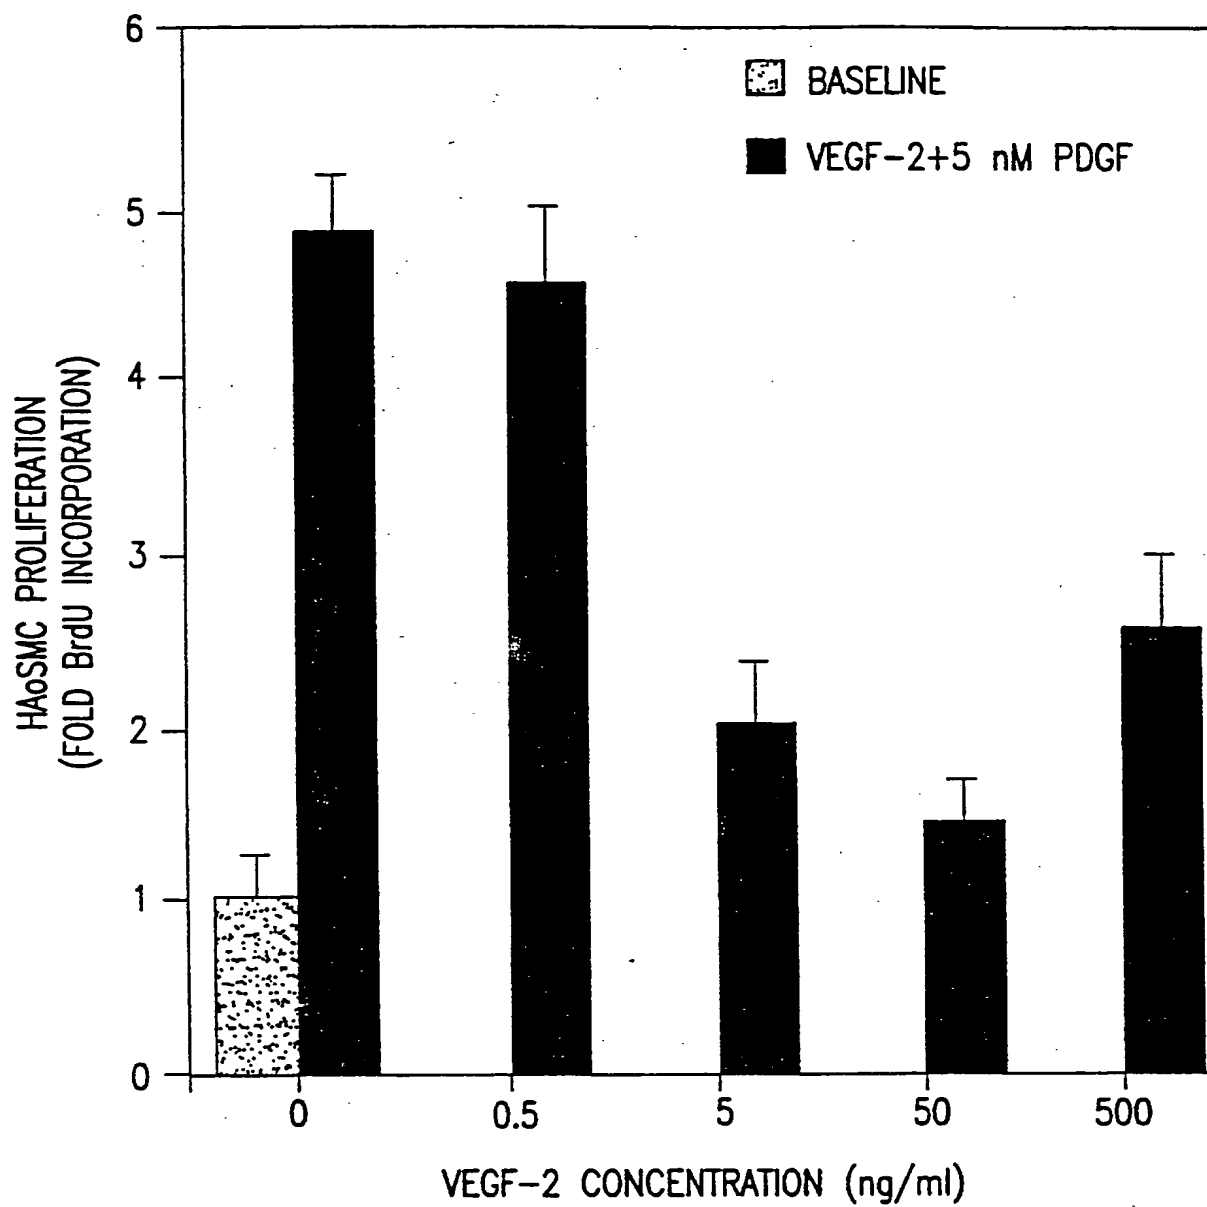 6
BASELINE
VEGF-2+5 nM PDGF
5
4
3
2
1
0
HAoSMC PROLIFERATION
(FOLD BrdU INCORPORATION)
0 0.5 5 50 500
VEGF-2 CONCENTRATION (ng/ml)